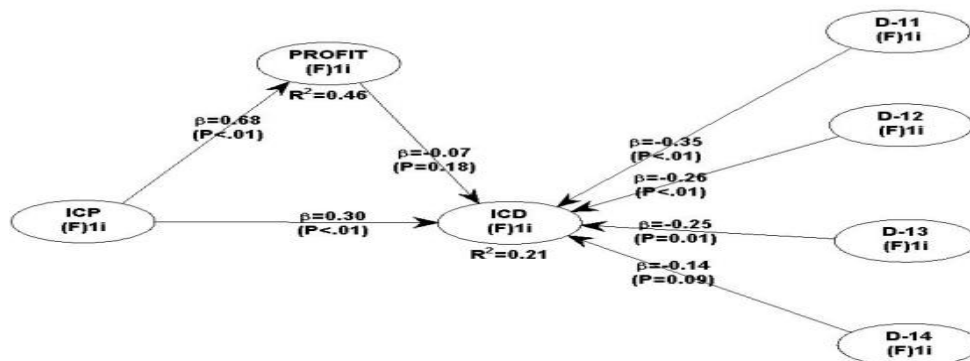 D-11
(F)1i
PROFIT
(F)1i
R²=0.46
D-12
(F)1i
β=0.68
(P<.01)
β=-0.07
(P=0.18)
β=-0.35
(P<.01)
β=-0.26
(P<.01)
ICP
(F)1i
β=0.30
(P<.01)
ICD
(F)1i
R²=0.21
β=-0.25
(P=0.01)
D-13
(F)1i
β=-0.14
(P=0.09)
D-14
(F)1i